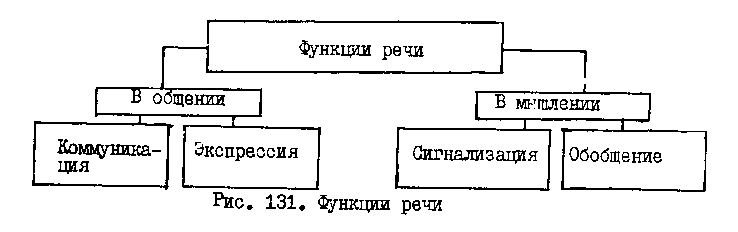 Функции речи
В общении
В мышлении
Коммуника-
ция
Экспрессия
Сигнализация
Обобщение
Рис. 131. Функции речи